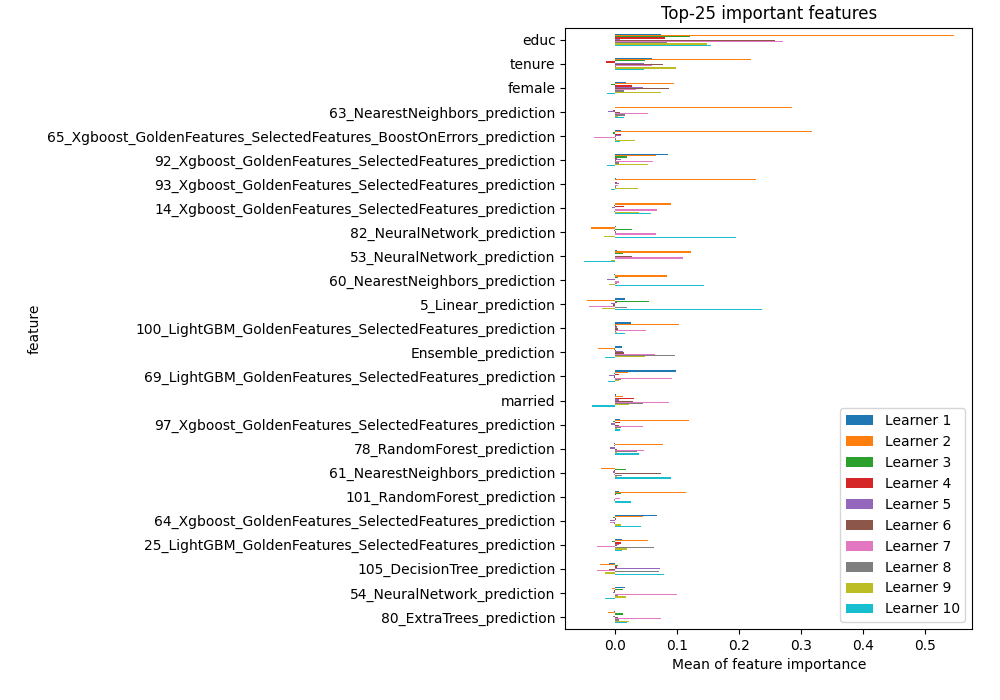 Top-25 important features
feature
educ
tenure
female
63_NearestNeighbors_prediction
65_Xgboost_GoldenFeatures_SelectedFeatures_BoostOnErrors_prediction
92_Xgboost_GoldenFeatures_SelectedFeatures_prediction
93_Xgboost_GoldenFeatures_SelectedFeatures_prediction
14_Xgboost_GoldenFeatures_SelectedFeatures_prediction
82_NeuralNetwork_prediction
53_NeuralNetwork_prediction
60_NearestNeighbors_prediction
5_Linear_prediction
100_LightGBM_GoldenFeatures_SelectedFeatures_prediction
Ensemble_prediction
69_LightGBM_GoldenFeatures_SelectedFeatures_prediction
married
97_Xgboost_GoldenFeatures_SelectedFeatures_prediction
78_RandomForest_prediction
61_NearestNeighbors_prediction
101_RandomForest_prediction
64_Xgboost_GoldenFeatures_SelectedFeatures_prediction
25_LightGBM_GoldenFeatures_SelectedFeatures_prediction
105_DecisionTree_prediction
54_NeuralNetwork_prediction
80_ExtraTrees_prediction
Learner 1
Learner 2
Learner 3
Learner 4
Learner 5
Learner 6
Learner 7
Learner 8
Learner 9
Learner 10
0.0 0.1 0.2 0.3 0.4 0.5
Mean of feature importance